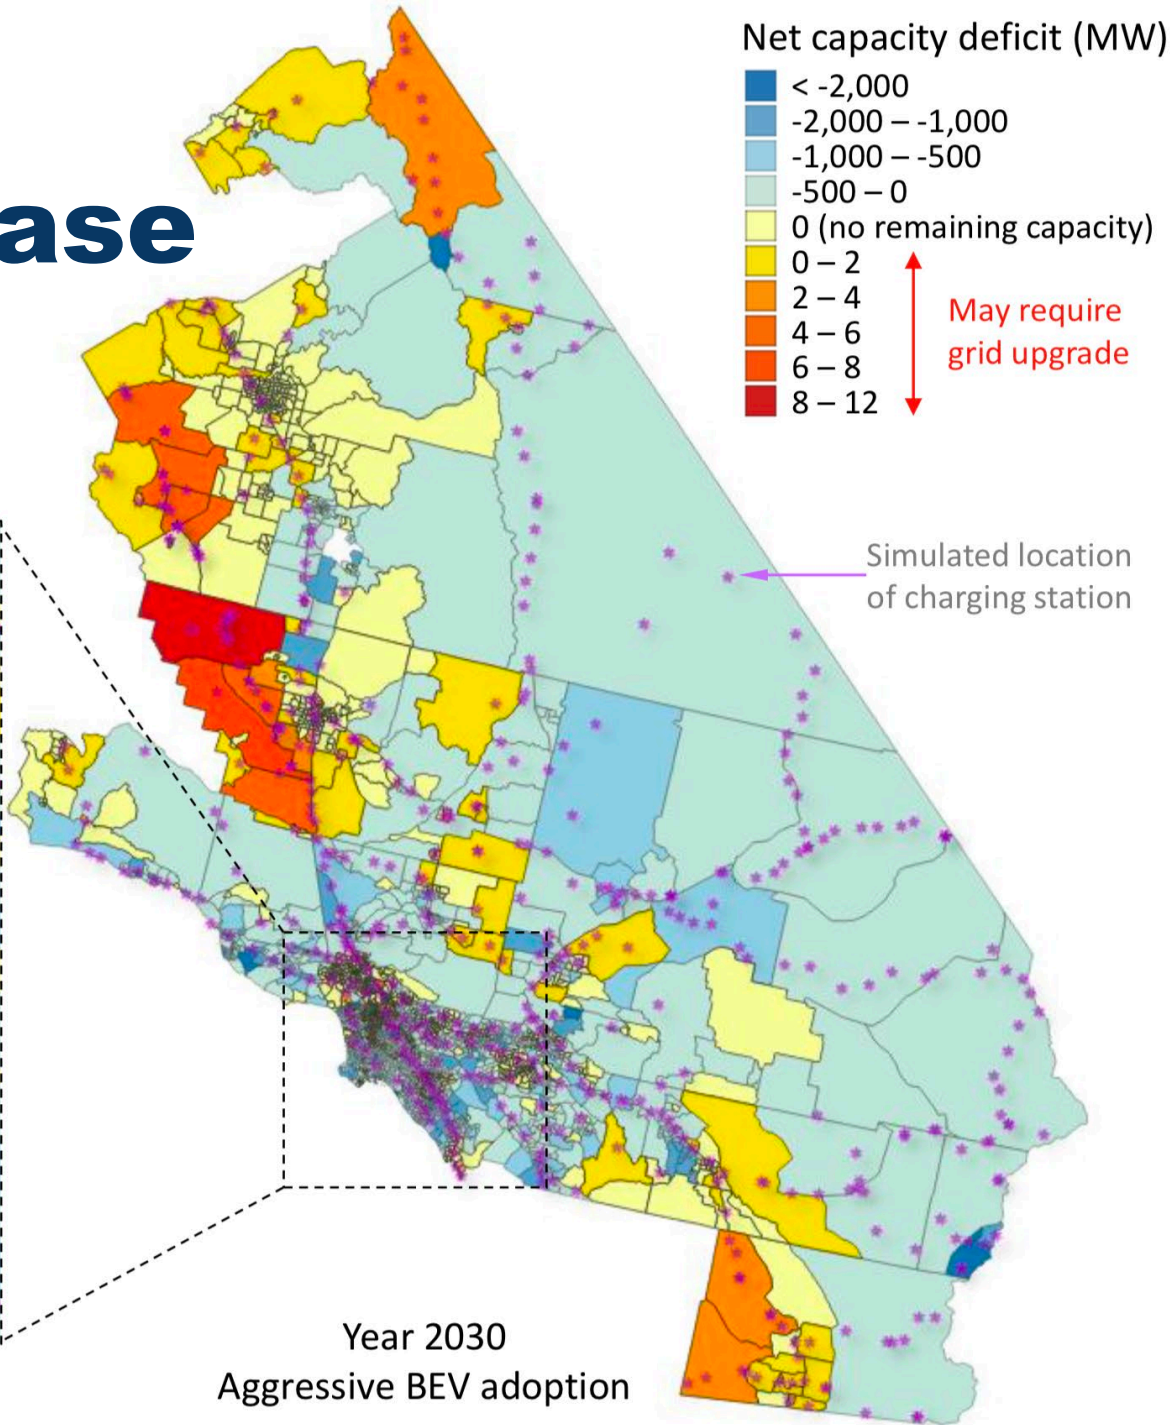 ase
Net capacity deficit (MW)
< -2,000
-2,000 – -1,000
-1,000 – -500
-500 – 0
0 (no remaining capacity)
0 – 2
2 – 4
4 – 6
6 – 8
8 – 12
May require
grid upgrade
Simulated location
of charging station
Year 2030
Aggressive BEV adoption